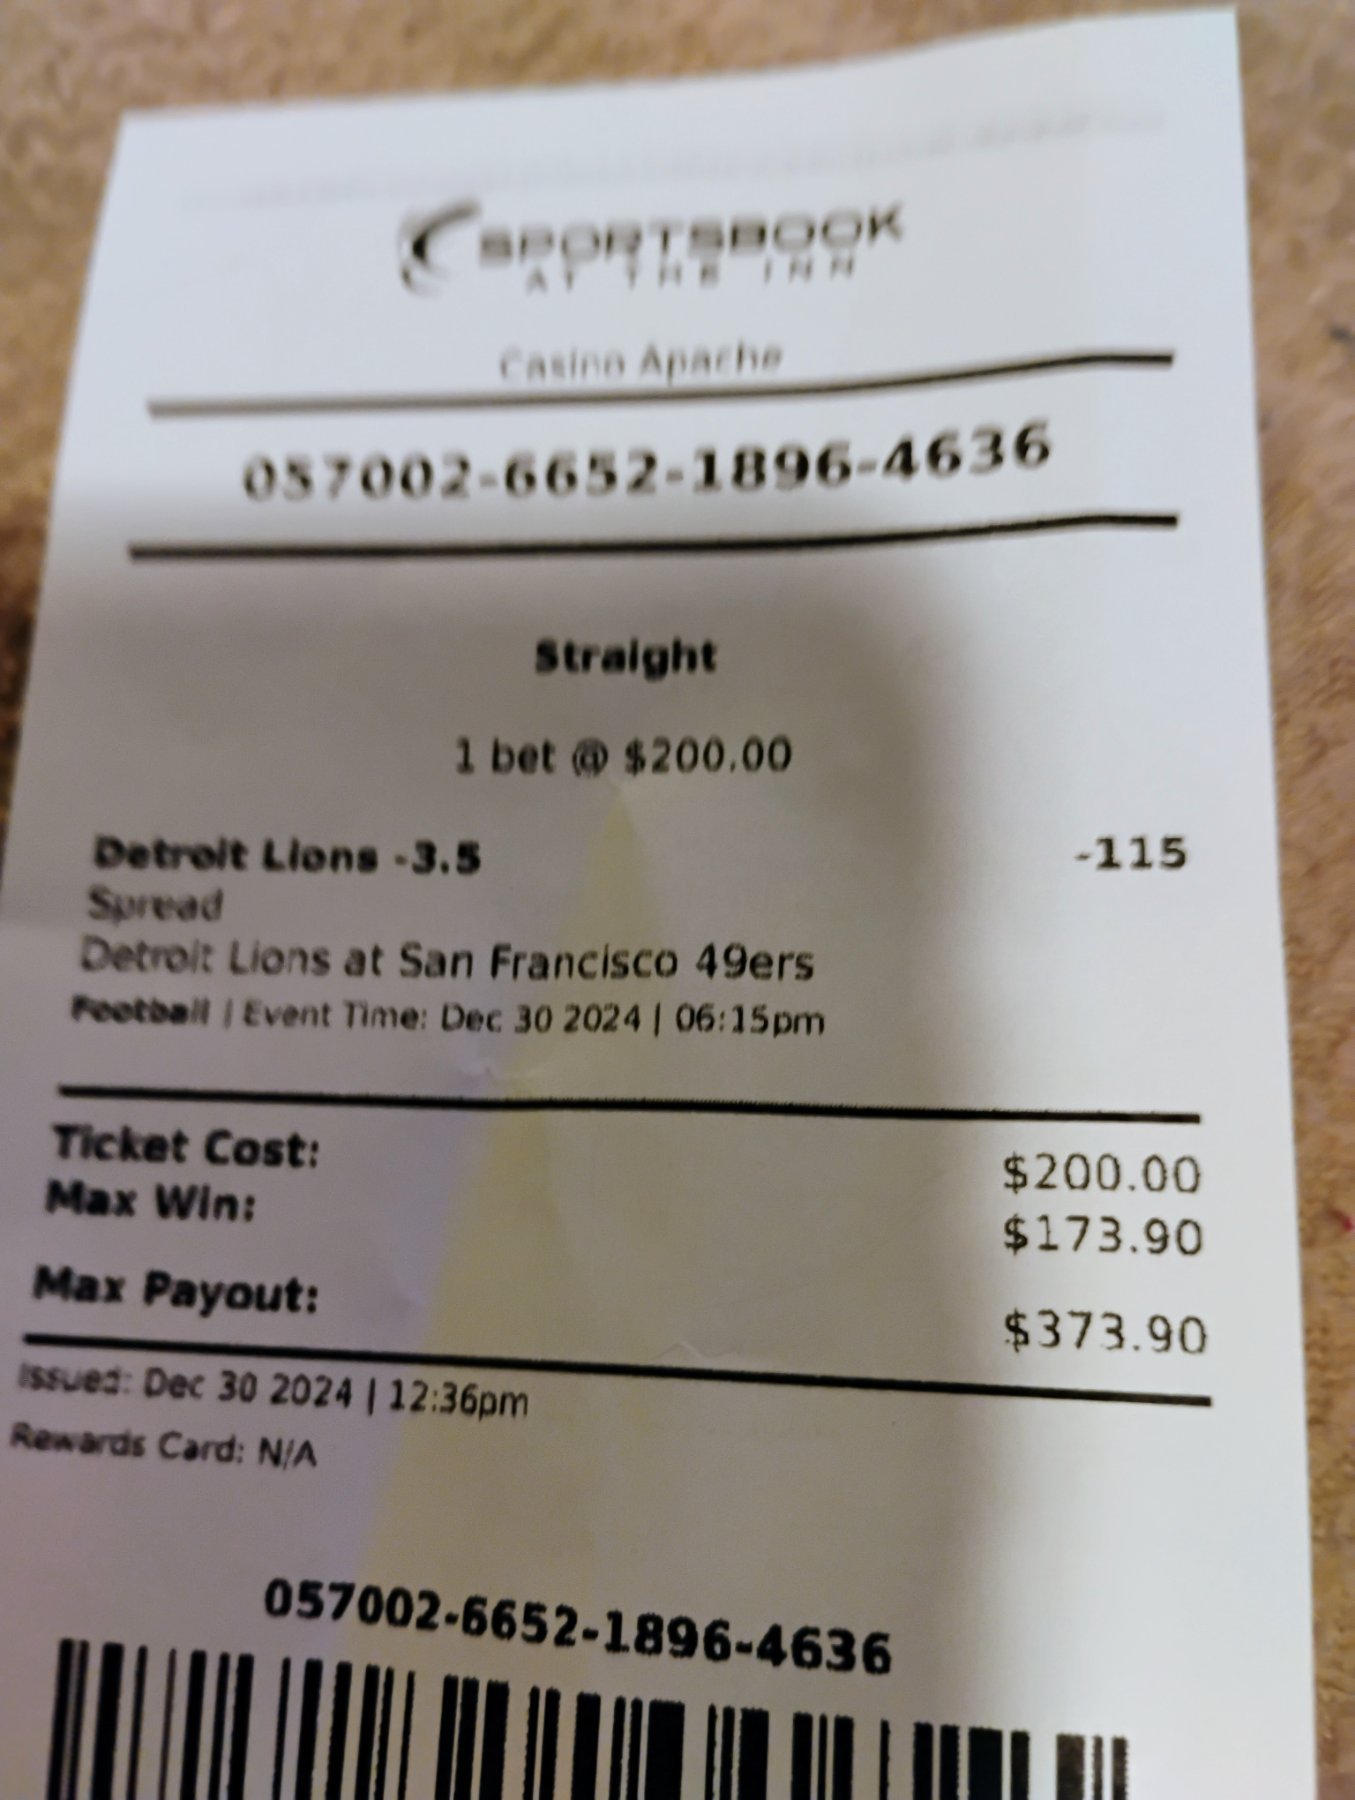 SPORTSBOOK
AT THE INN
Casino Apache
057002-6652-1896-4636
Straight
1 bet @ $200.00
Detroit Lions -3.5 -115
Spread
Detroit Lions at San Francisco 49ers
Football | Event Time: Dec 30 2024 | 06:15pm
Ticket Cost: $200.00
Max Win: $173.90
Max Payout: $373.90
Issued: Dec 30 2024 | 12:36pm
Rewards Card: N/A
057002-6652-1896-4636